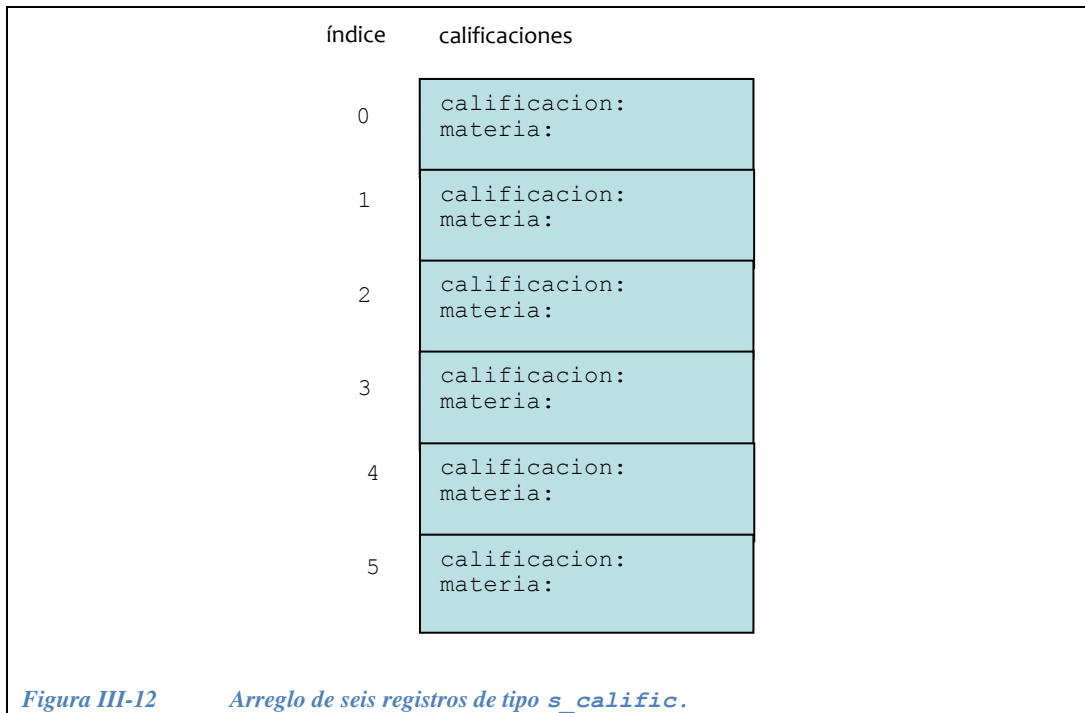 índice calificaciones
0
calificacion:
materia:
1
calificacion:
materia:
2
calificacion:
materia:
3
calificacion:
materia:
4
calificacion:
materia:
5
calificacion:
materia:
Figura III-12 Arreglo de seis registros de tipo s_calific.